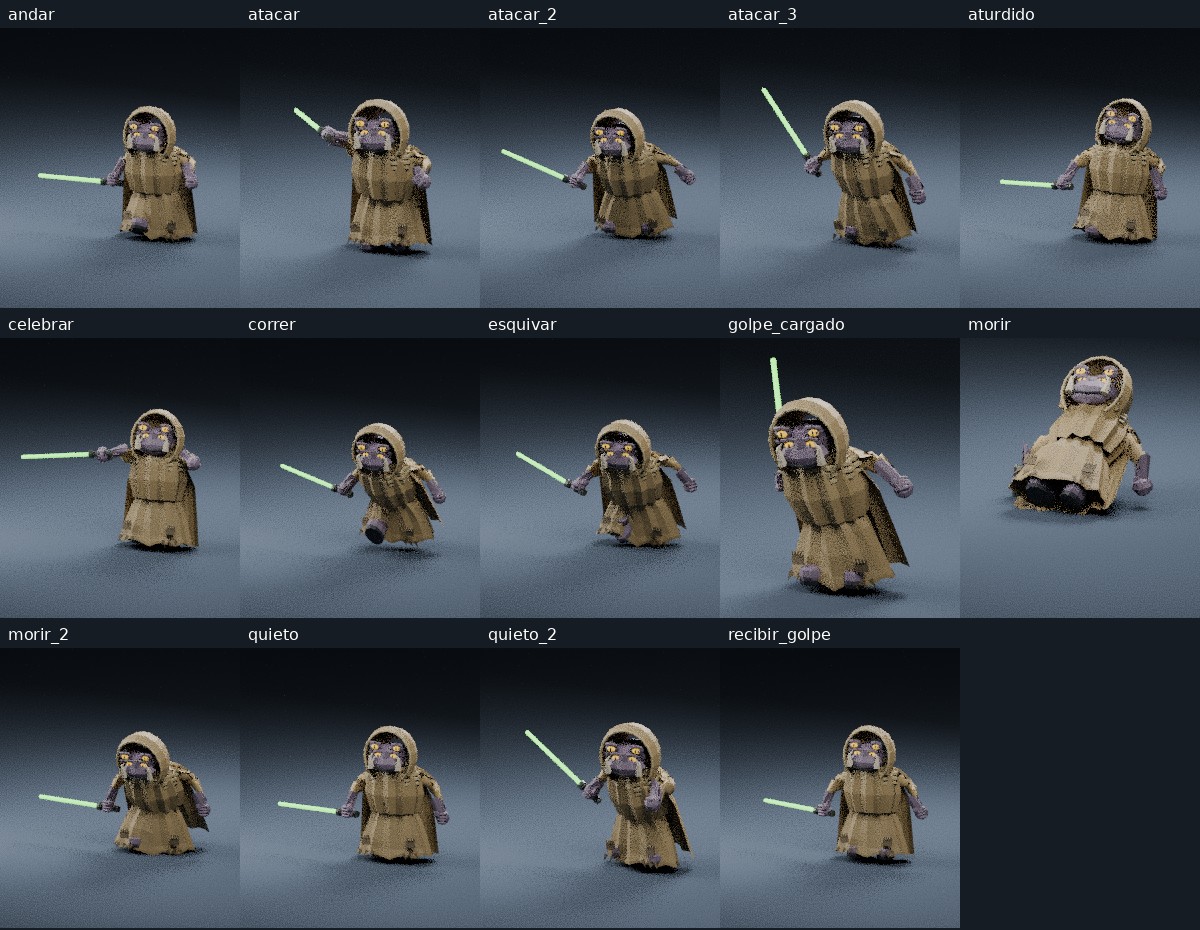 andar
atacar
atacar_2
atacar_3
aturdido
celebrar
correr
esquivar
golpe_cargado
morir
morir_2
quieto
quieto_2
recibir_golpe